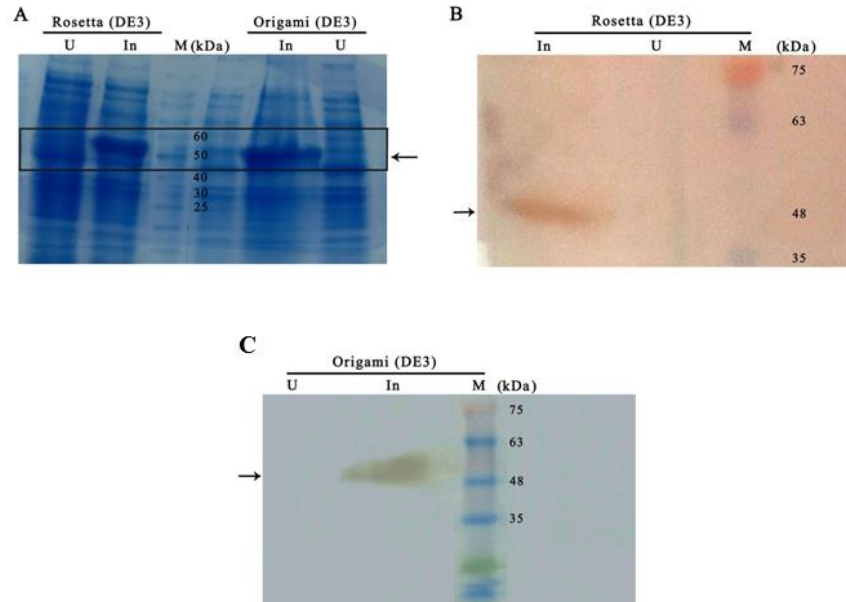 A
Rosetta (DE3) Origami (DE3)
U In M (kDa) In U
60
50
40
30
25
B
Rosetta (DE3)
In U M (kDa)
75
63
48
35
C
Origami (DE3)
U In M (kDa)
75
63
48
35